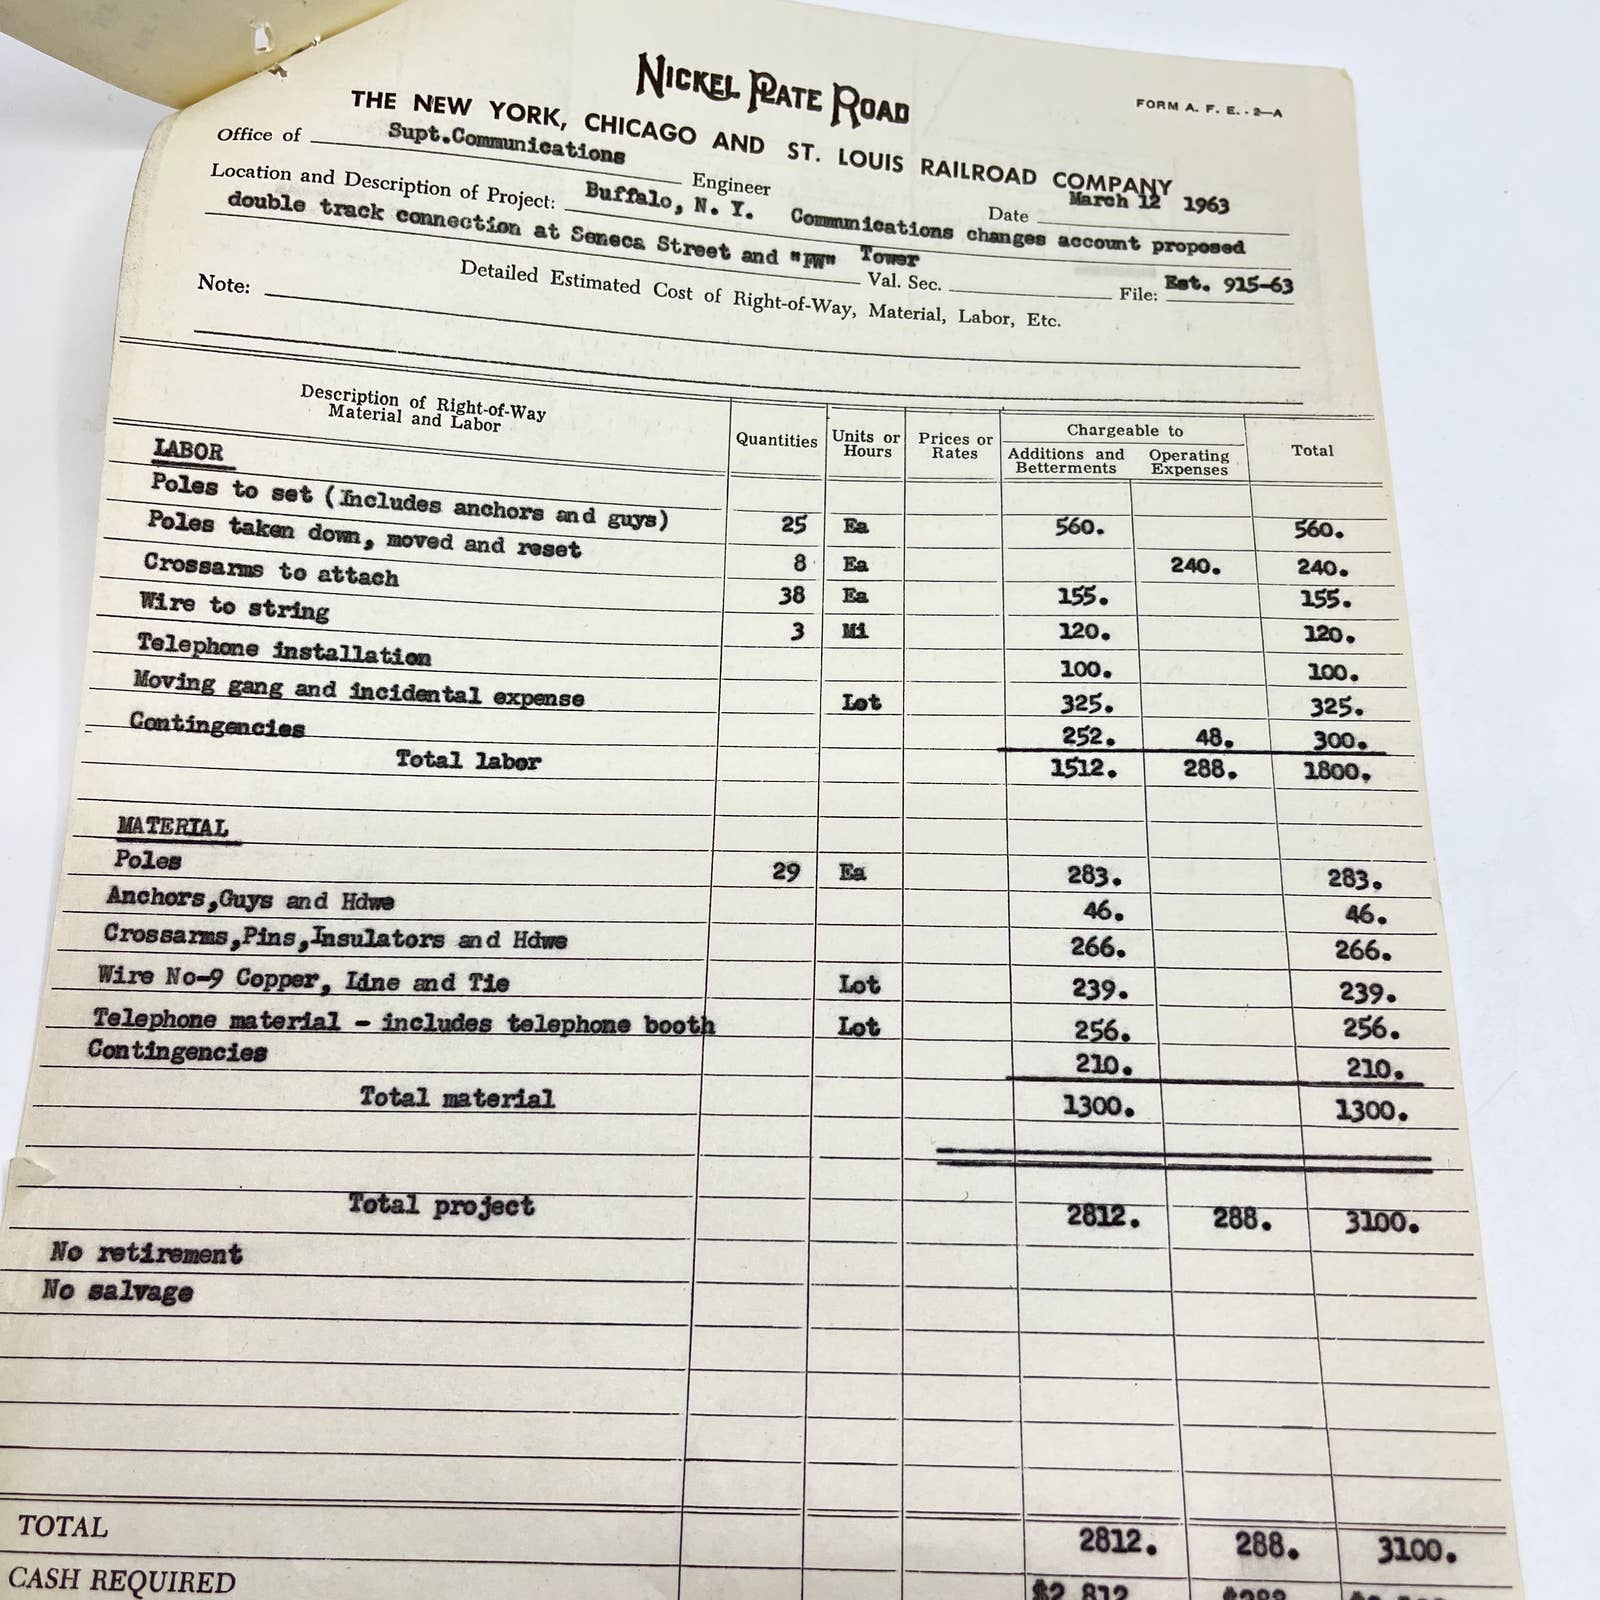 NICKEL PLATE ROAD
FORM A. F. E. - 2—A
THE NEW YORK, CHICAGO AND ST. LOUIS RAILROAD COMPANY
Office of Supt.Communications Engineer Date March 12 1963
Location and Description of Project: Buffalo, N. Y. Communications changes account proposed
double track connection at Seneca Street and "FW" Tower Val. Sec. File: Est. 915-63
Detailed Estimated Cost of Right-of-Way, Material, Labor, Etc.
Note:
Description of Right-of-Way Material and Labor Quantities Units or Hours Prices or Rates Chargeable to Additions and Betterments Operating Expenses Total
LABOR
Poles to set (Includes anchors and guys) 25 Ea 560. 560.
Poles taken down, moved and reset 8 Ea 240. 240.
Crossarms to attach 38 Ea 155. 155.
Wire to string 3 Mi 120. 120.
Telephone installation 100. 100.
Moving gang and incidental expense Lot 325. 325.
Contingencies 252. 48. 300.
Total labor 1512. 288. 1800.
MATERIAL
Poles 29 Ea 283. 283.
Anchors,Guys and Hdwe 46. 46.
Crossarms,Pins,Insulators and Hdwe 266. 266.
Wire No-9 Copper, Line and Tie Lot 239. 239.
Telephone material - includes telephone booth Lot 256. 256.
Contingencies 210. 210.
Total material 1300. 1300.
Total project 2812. 288. 3100.
No retirement
No salvage
TOTAL 2812. 288. 3100.
CASH REQUIRED $2 812 $288